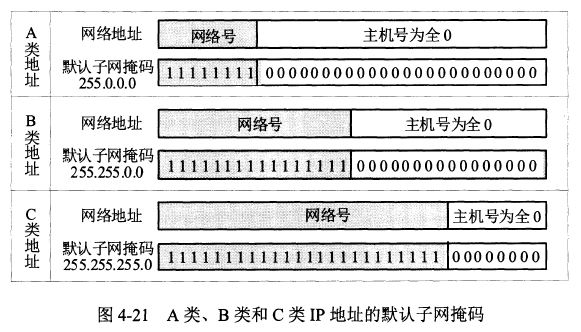 A类地址
网络地址 网络号 主机号为全0
默认子网掩码 11111111 000000000000000000000000
255.0.0.0
B类地址
网络地址 网络号 主机号为全0
默认子网掩码 1111111111111111 0000000000000000
255.255.0.0
C类地址
网络地址 网络号 主机号为全0
默认子网掩码 111111111111111111111111 00000000
255.255.255.0
图 4-21 A 类、B 类和 C 类 IP 地址的默认子网掩码